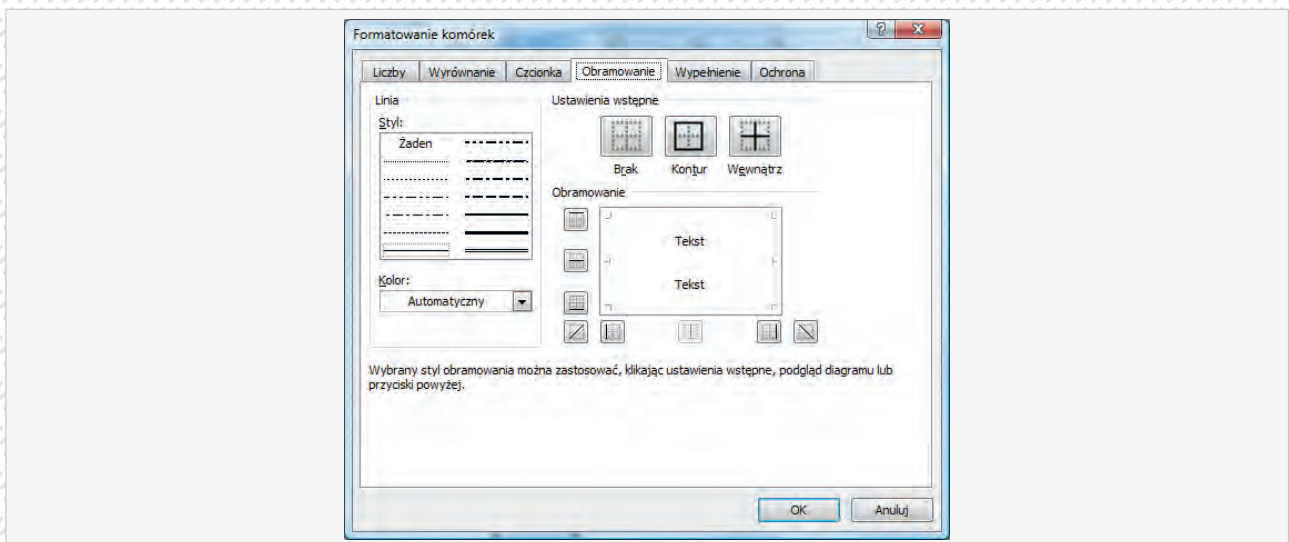 Formatowanie komórek
Liczby Wyrównanie Czcionka Obramowanie Wypełnienie Ochrona
Linia
Styl:
Żaden
Kolor:
Automatyczny
Ustawienia wstępne
Brak Kontur Wewnątrz
Obramowanie
Tekst
Tekst
Wybrany styl obramowania można zastosować, klikając ustawienia wstępne, podgląd diagramu lub
przyciski powyżej.
OK Anuluj